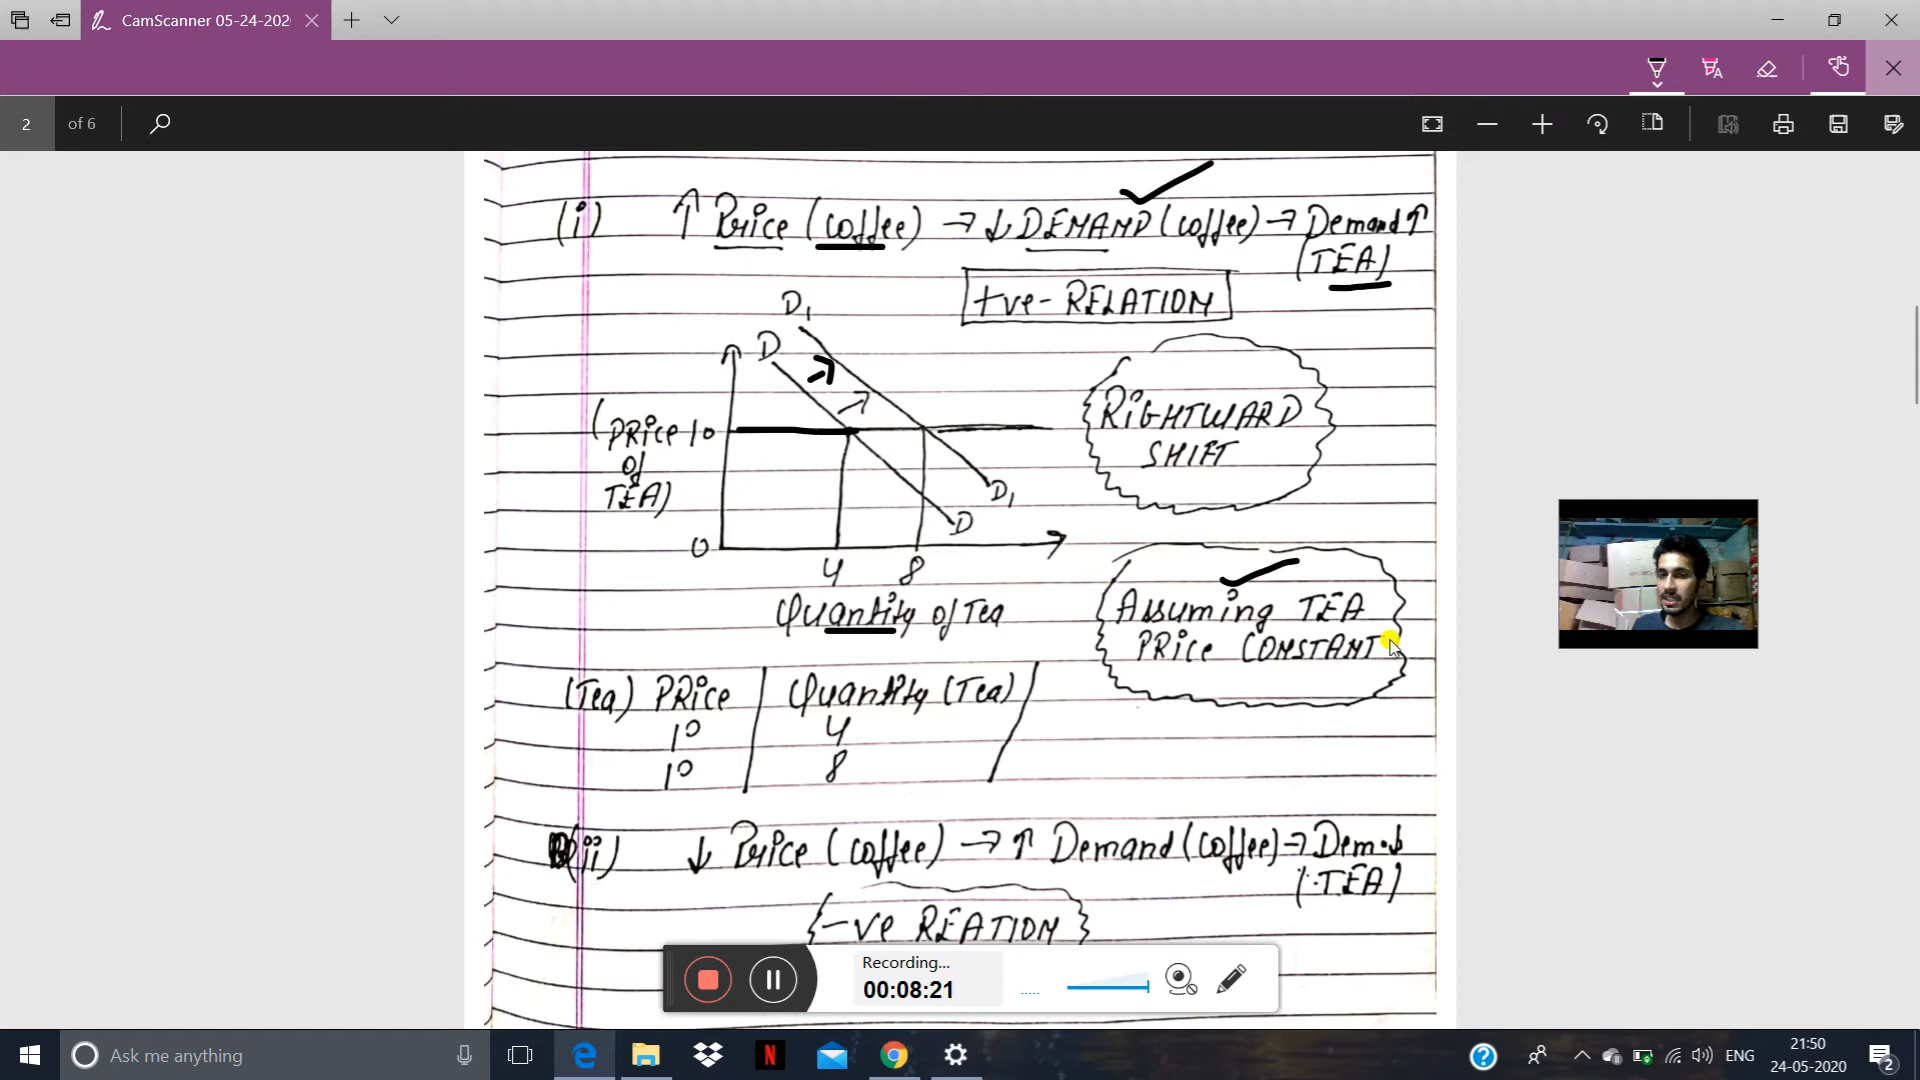 CamScanner 05-24-202
2 of 6
(i) ↑ Price (coffee) → ↓ DEMAND (coffee) → Demand ↑
(TEA)
+ve- RELATION
D1
D
RiGHTWARD
SHIFT
(PRice 10
of
TEA)
D1
D
0
4 8
Quantity of Tea
Assuming TEA
PRice CONSTANT
(Tea) PRice Quantity (Tea)
10 4
10 8
(ii) ↓ Price (coffee) → ↑ Demand (coffee) → Dem.↓
(TEA)
-ve REATION
Recording...
00:08:21
Ask me anything
ENG
21:50
24-05-2020
2